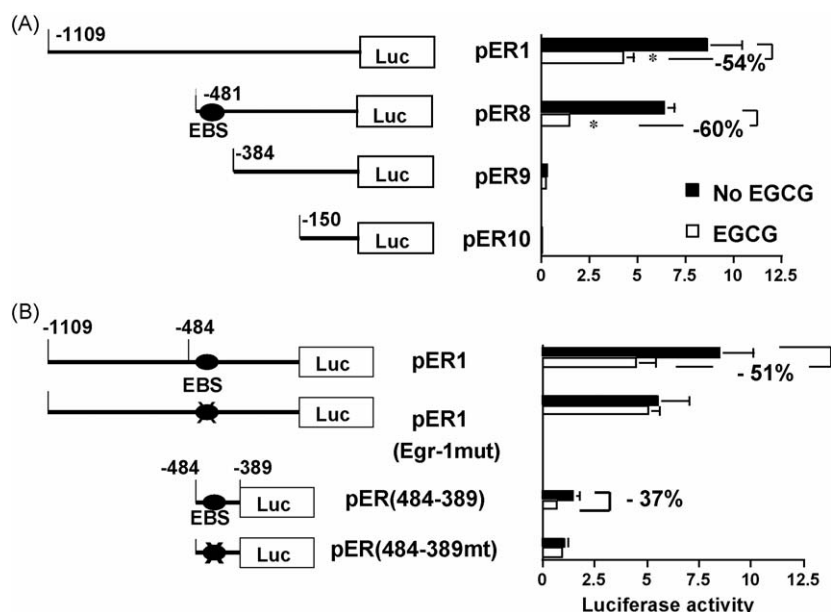 (A)
-1109
Luc
pER1
*
-54%
-481
EBS
Luc
pER8
*
-60%
-384
Luc
pER9
-150
Luc
pER10
No EGCG
EGCG
0 2.5 5 7.5 10 12.5
(B)
-1109
-484
EBS
Luc
pER1
- 51%
Luc
pER1
(Egr-1mut)
-484
-389
EBS
Luc
pER(484-389)
- 37%
Luc
pER(484-389mt)
0 2.5 5 7.5 10 12.5
Luciferase activity